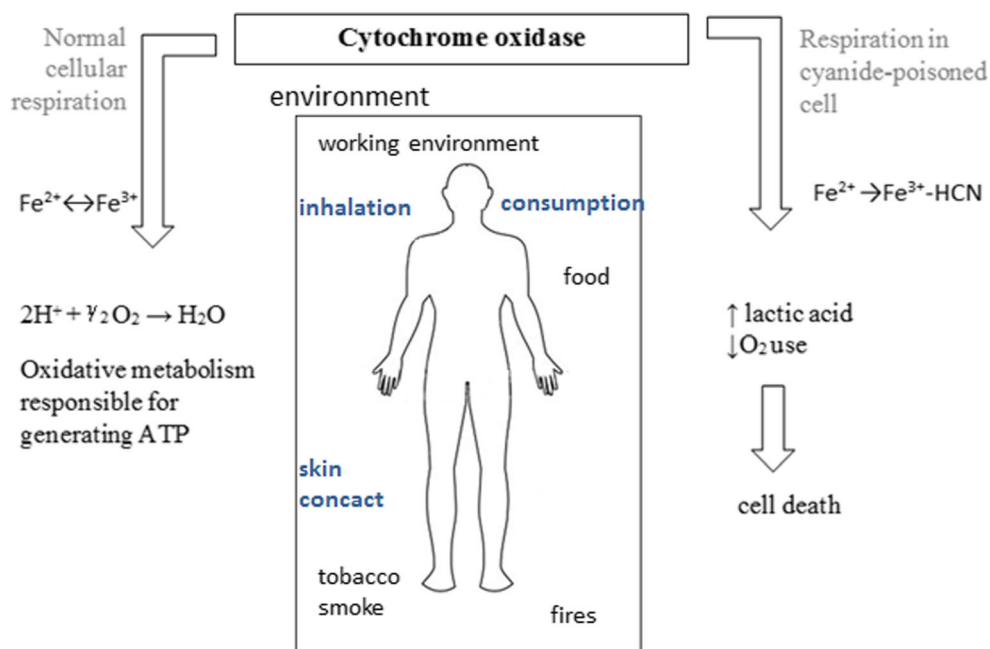 Cytochrome oxidase
Normal
cellular
respiration
Fe²⁺↔Fe³⁺
2H⁺ + ½ O₂ → H₂O
Oxidative metabolism
responsible for
generating ATP
environment
working environment
inhalation
consumption
food
skin
concact
tobacco
smoke
fires
Respiration in
cyanide-poisoned
cell
Fe²⁺ →Fe³⁺-HCN
↑ lactic acid
↓O₂ use
cell death